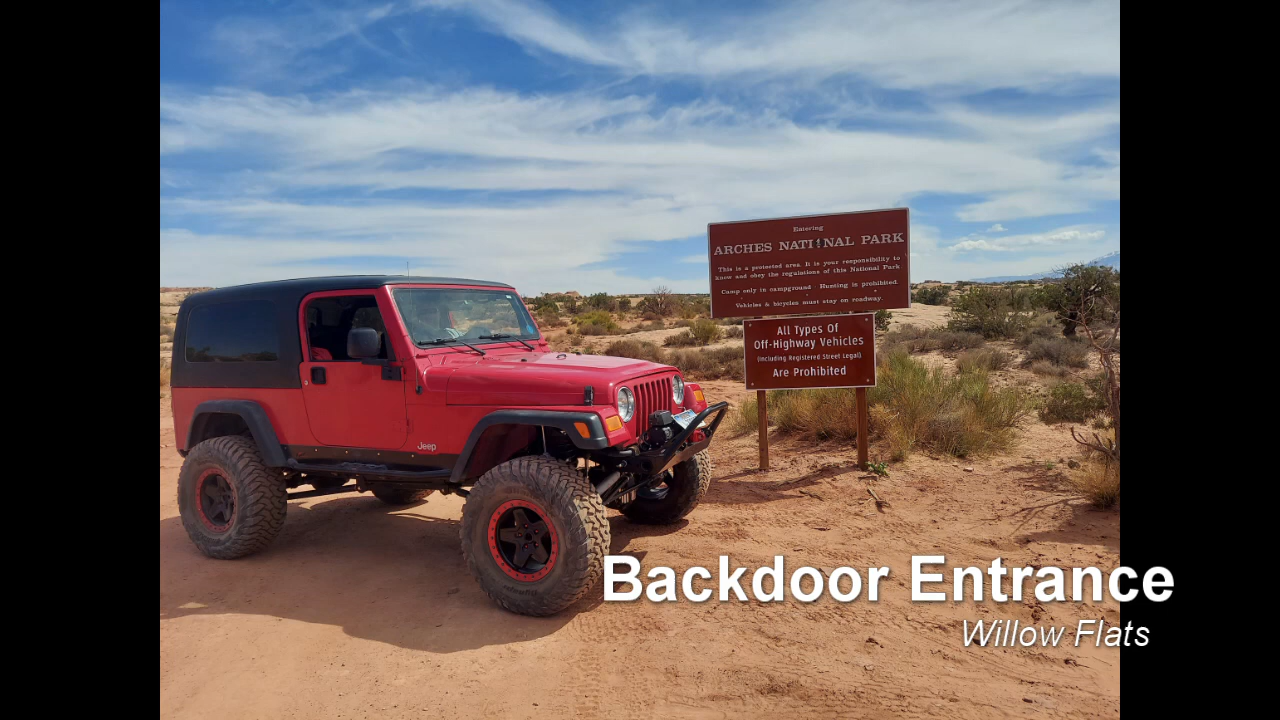 Entering
ARCHES NATIONAL PARK
This is a protected area. It is your responsibility to
know and obey the regulations of this National Park
Camp only in campground · Hunting is prohibited.
Vehicles & bicycles must stay on roadway.
All Types Of
Off-Highway Vehicles
(Including Registered Street Legal)
Are Prohibited
Jeep
Backdoor Entrance
Willow Flats